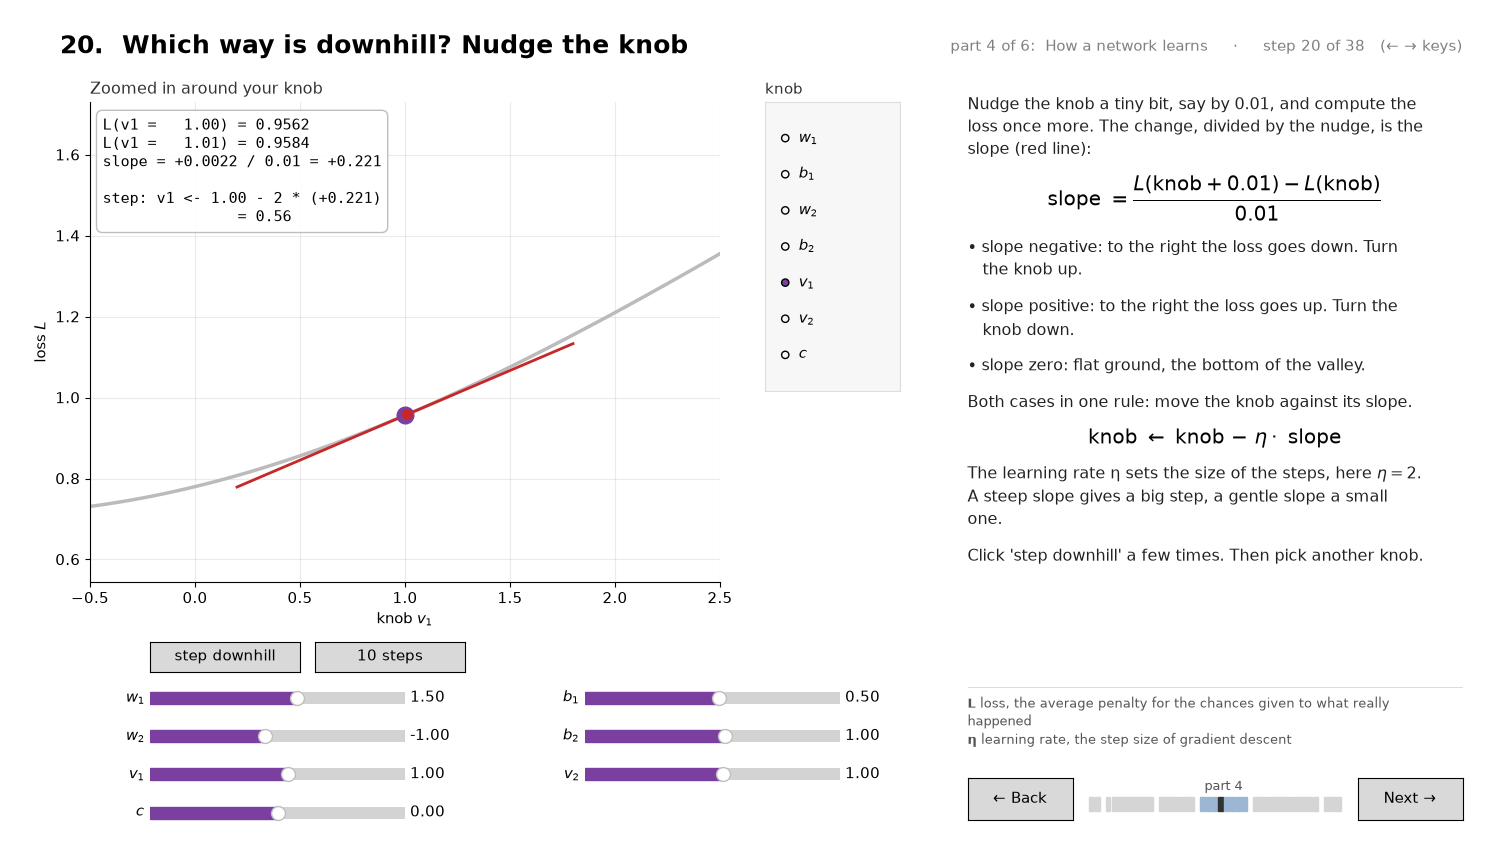 20.  Which way is downhill? Nudge the knob
part 4 of 6:  How a network learns   ·   step 20 of 38   (← → keys)
Zoomed in around your knob
L(v1 =   1.00) = 0.9562
L(v1 =   1.01) = 0.9584
slope = +0.0022 / 0.01 = +0.221
step: v1 <- 1.00 - 2 * (+0.221)
= 0.56
loss L
1.6
1.4
1.2
1.0
0.8
0.6
−0.5 0.0 0.5 1.0 1.5 2.0 2.5
knob v₁
knob
w₁
b₁
w₂
b₂
v₁
v₂
c
Nudge the knob a tiny bit, say by 0.01, and compute the
loss once more. The change, divided by the nudge, is the
slope (red line):
slope = L(knob + 0.01) − L(knob)
0.01
• slope negative: to the right the loss goes down. Turn
the knob up.
• slope positive: to the right the loss goes up. Turn the
knob down.
• slope zero: flat ground, the bottom of the valley.
Both cases in one rule: move the knob against its slope.
knob ← knob − η · slope
The learning rate η sets the size of the steps, here η = 2.
A steep slope gives a big step, a gentle slope a small
one.
Click 'step downhill' a few times. Then pick another knob.
step downhill
10 steps
w₁ 1.50
b₁ 0.50
w₂ -1.00
b₂ 1.00
v₁ 1.00
v₂ 1.00
c 0.00
L loss, the average penalty for the chances given to what really
happened
η learning rate, the step size of gradient descent
← Back
part 4
Next →